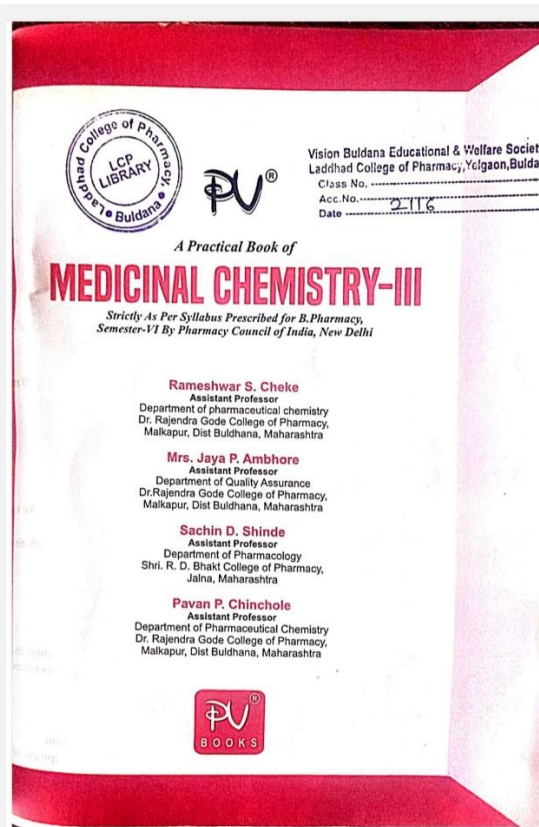 Laddhad College of Pharmacy,
LCP
LIBRARY
Buldana
PV®
Vision Buldana Educational & Welfare Societ
Laddhad College of Pharmacy, Yelgaon, Bulda
Class No.
Acc.No. 2116
Date
A Practical Book of
MEDICINAL CHEMISTRY-III
Strictly As Per Syllabus Prescribed for B.Pharmacy,
Semester-VI By Pharmacy Council of India, New Delhi
Rameshwar S. Cheke
Assistant Professor
Department of pharmaceutical chemistry
Dr. Rajendra Gode College of Pharmacy,
Malkapur, Dist Buldhana, Maharashtra
Mrs. Jaya P. Ambhore
Assistant Professor
Department of Quality Assurance
Dr.Rajendra Gode College of Pharmacy,
Malkapur, Dist Buldhana, Maharashtra
Sachin D. Shinde
Assistant Professor
Department of Pharmacology
Shri. R. D. Bhakt College of Pharmacy,
Jalna, Maharashtra
Pavan P. Chinchole
Assistant Professor
Department of Pharmaceutical Chemistry
Dr. Rajendra Gode College of Pharmacy,
Malkapur, Dist Buldhana, Maharashtra
PV®
BOOKS